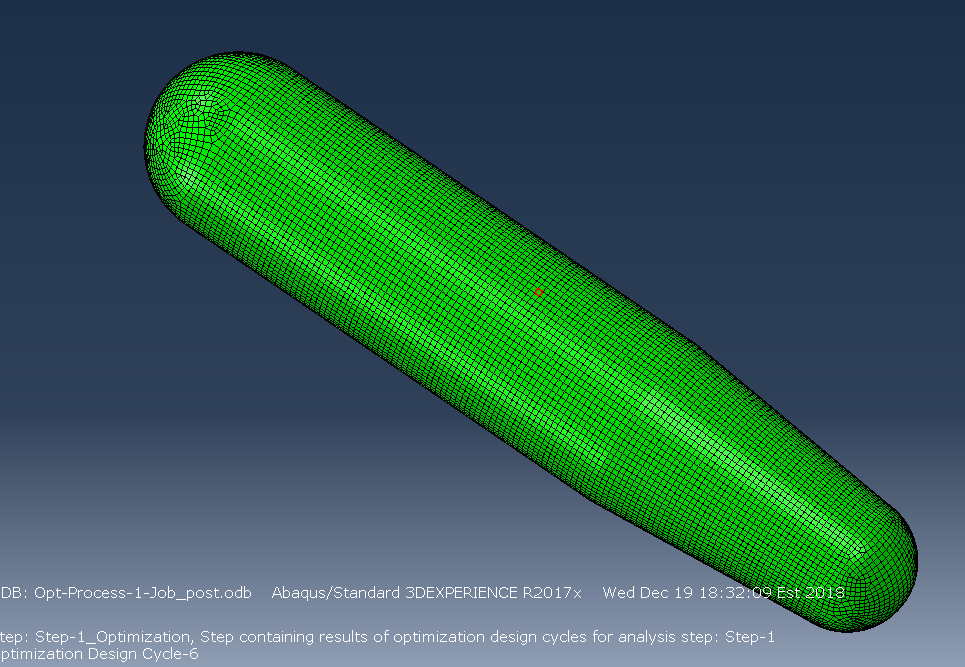 DB: Opt-Process-1-Job_post.odb Abaqus/Standard 3DEXPERIENCE R2017x Wed Dec 19 18:32:09 Est 2018
tep: Step-1_Optimization, Step containing results of optimization design cycles for analysis step: Step-1
ptimization Design Cycle-6